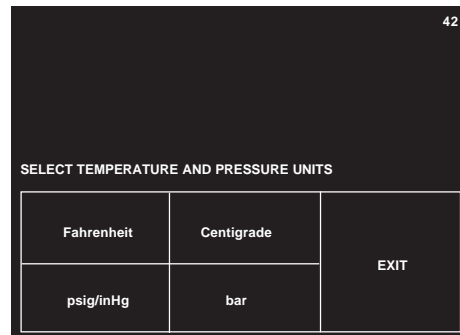 42
SELECT TEMPERATURE AND PRESSURE UNITS
Fahrenheit
Centigrade
EXIT
psig/inHg
bar